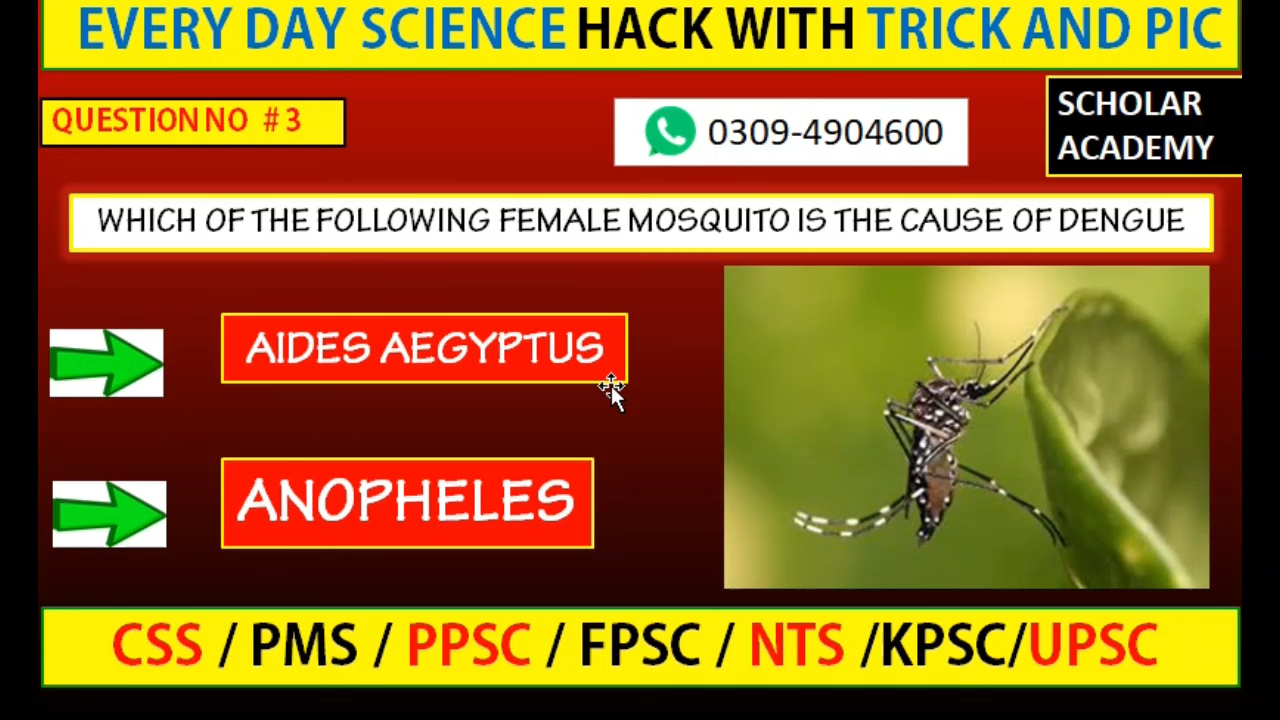 EVERY DAY SCIENCE HACK WITH TRICK AND PIC
QUESTION NO # 3
0309-4904600
SCHOLAR
ACADEMY
WHICH OF THE FOLLOWING FEMALE MOSQUITO IS THE CAUSE OF DENGUE
AIDES AEGYPTUS
ANOPHELES
CSS / PMS / PPSC / FPSC / NTS /KPSC/UPSC